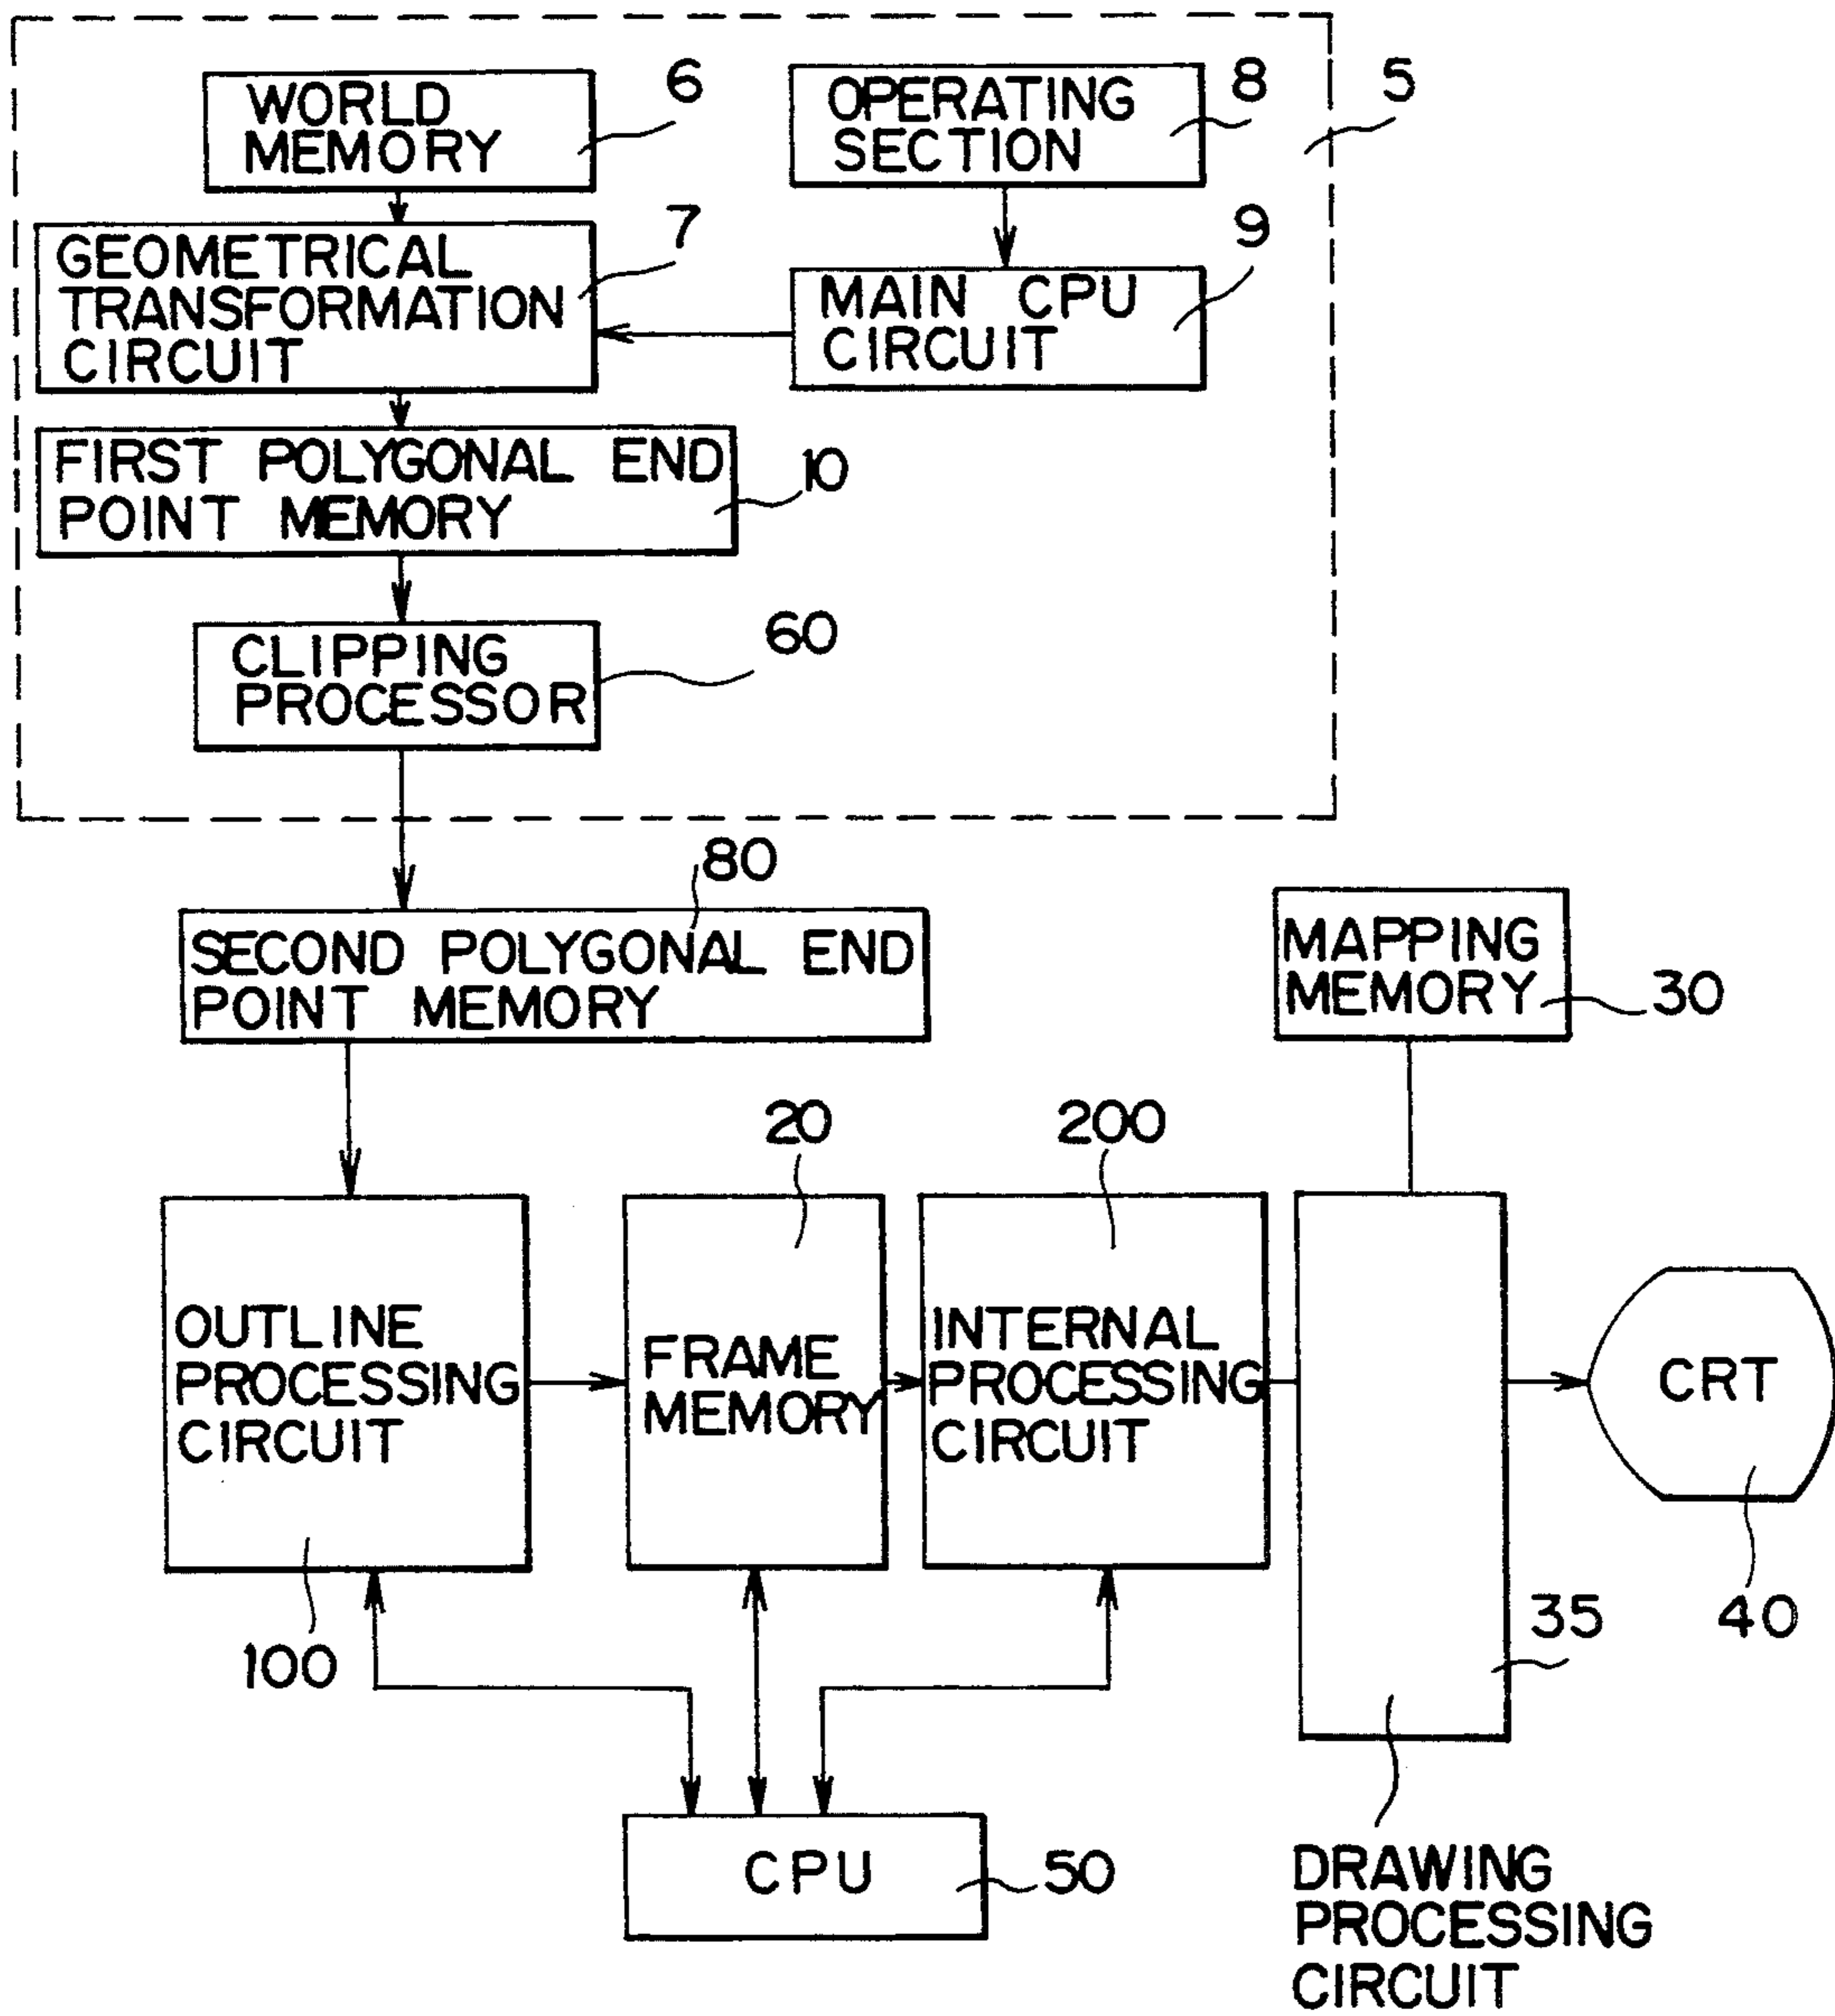 WORLD
MEMORY
6
OPERATING
SECTION
8
5
GEOMETRICAL
TRANSFORMATION
CIRCUIT
7
MAIN CPU
CIRCUIT
9
FIRST POLYGONAL END
POINT MEMORY
10
CLIPPING
PROCESSOR
60
80
SECOND POLYGONAL END
POINT MEMORY
MAPPING
MEMORY
30
20
200
OUTLINE
PROCESSING
CIRCUIT
FRAME
MEMORY
INTERNAL
PROCESSING
CIRCUIT
CRT
100
35
40
CPU
50
DRAWING
PROCESSING
CIRCUIT